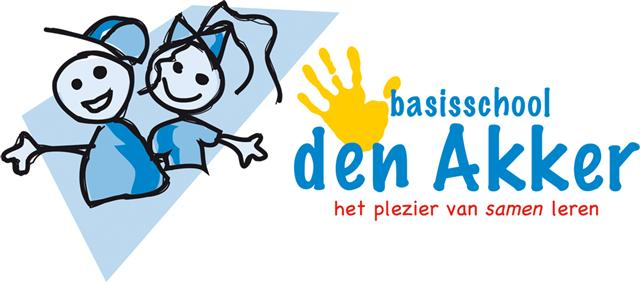 basisschool
den Akker
het plezier van samen leren